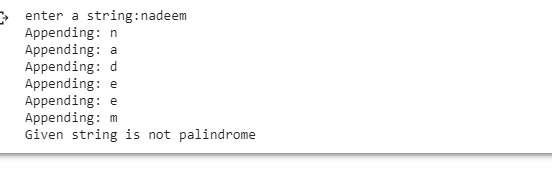 enter a string:nadeem
Appending: n
Appending: a
Appending: d
Appending: e
Appending: e
Appending: m
Given string is not palindrome